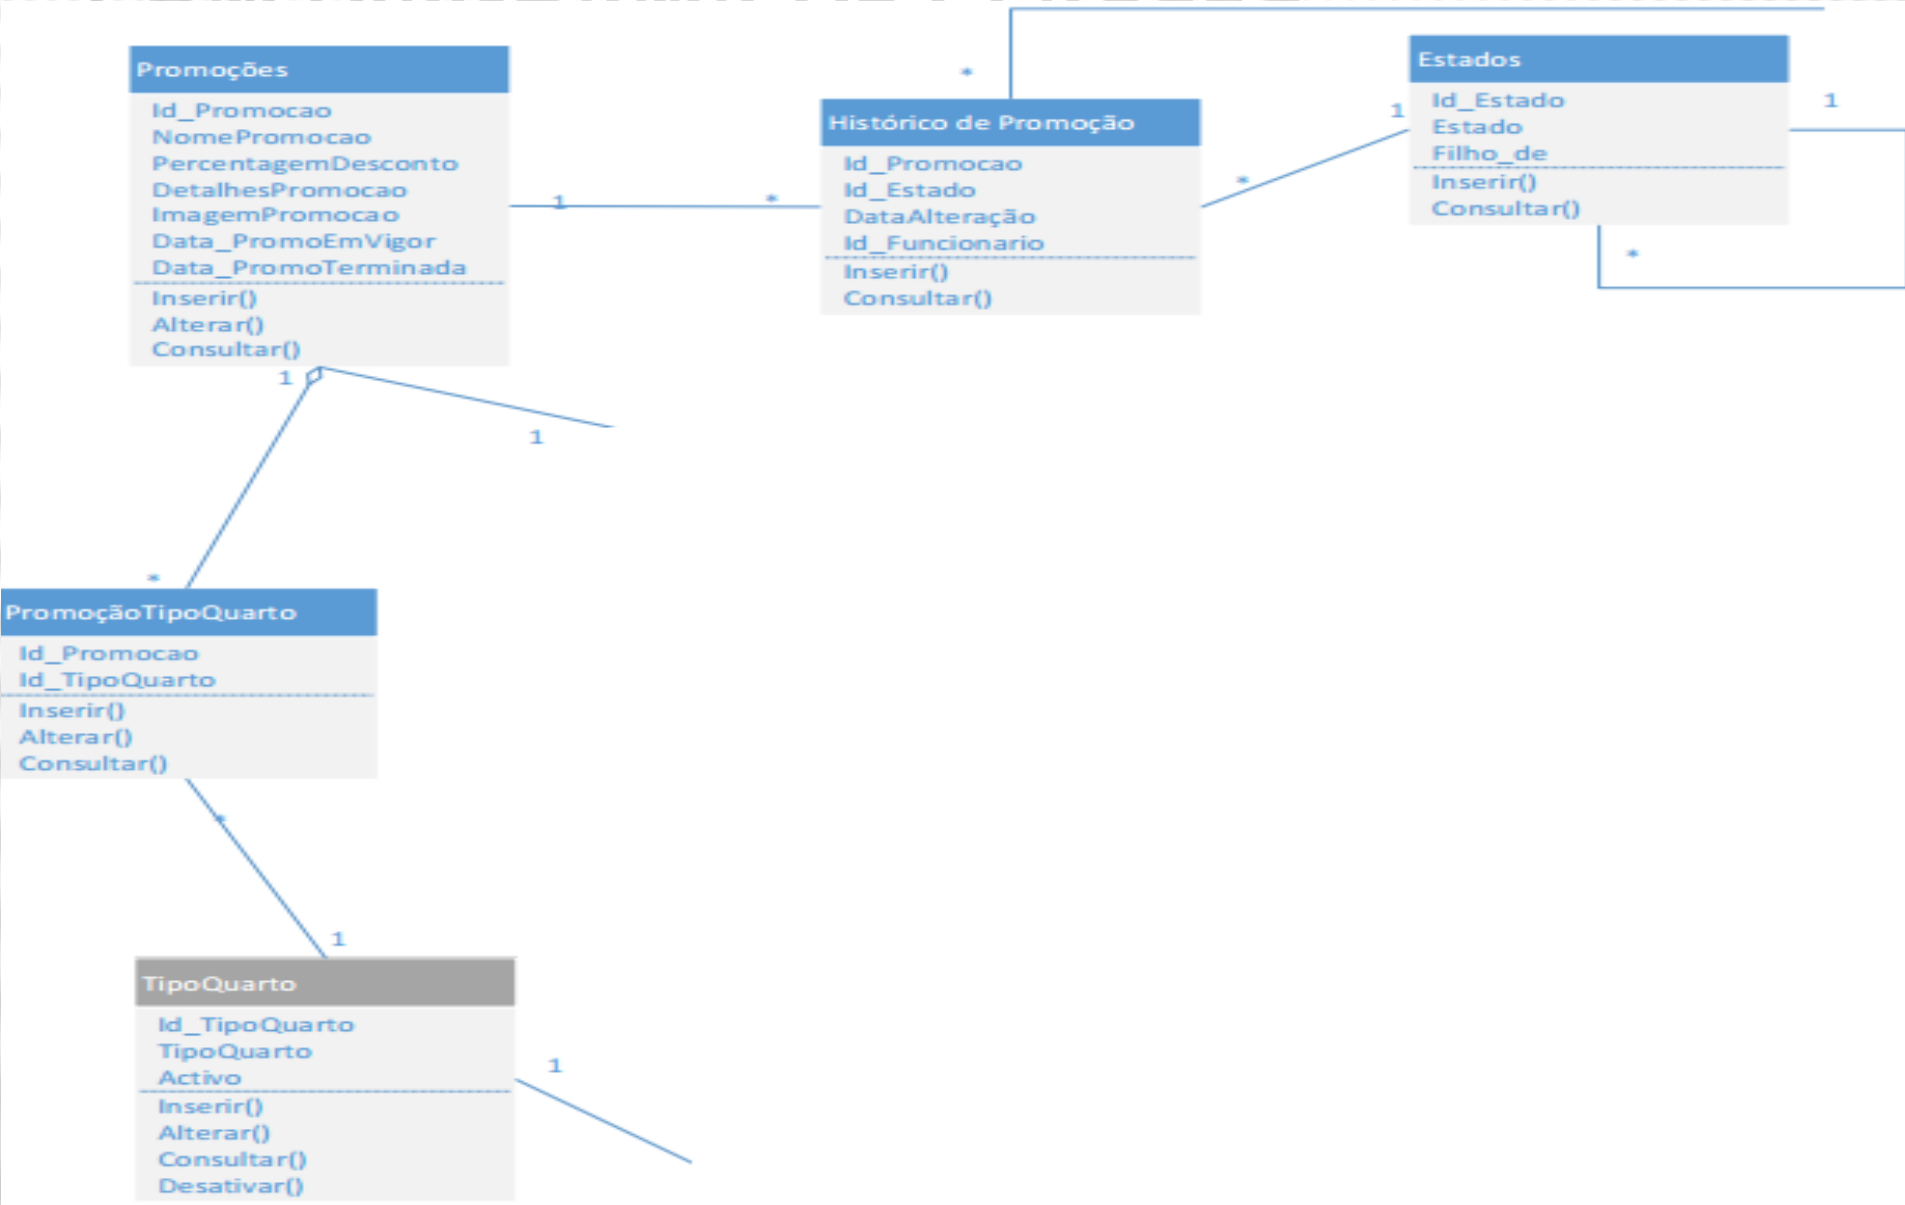 Promoções
Id_Promocao
NomePromocao
PercentagemDesconto
DetalhesPromocao
ImagemPromocao
Data_PromoEmVigor
Data_PromoTerminada
Inserir()
Alterar()
Consultar()
1
*
*
Histórico de Promoção
Id_Promocao
Id_Estado
DataAlteração
Id_Funcionario
Inserir()
Consultar()
*
1
Estados
Id_Estado
Estado
Filho_de
Inserir()
Consultar()
1
*
1
1
*
PromoçãoTipoQuarto
Id_Promocao
Id_TipoQuarto
Inserir()
Alterar()
Consultar()
*
1
TipoQuarto
Id_TipoQuarto
TipoQuarto
Activo
Inserir()
Alterar()
Consultar()
Desativar()
1